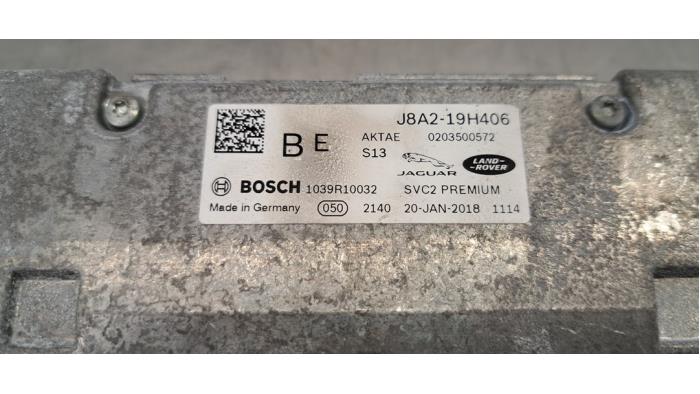 J8A2-19H406
B E AKTAE 0203500572
S13
JAGUAR LAND-ROVER
BOSCH 1039R10032 SVC2 PREMIUM
Made in Germany 050 2140 20-JAN-2018 1114